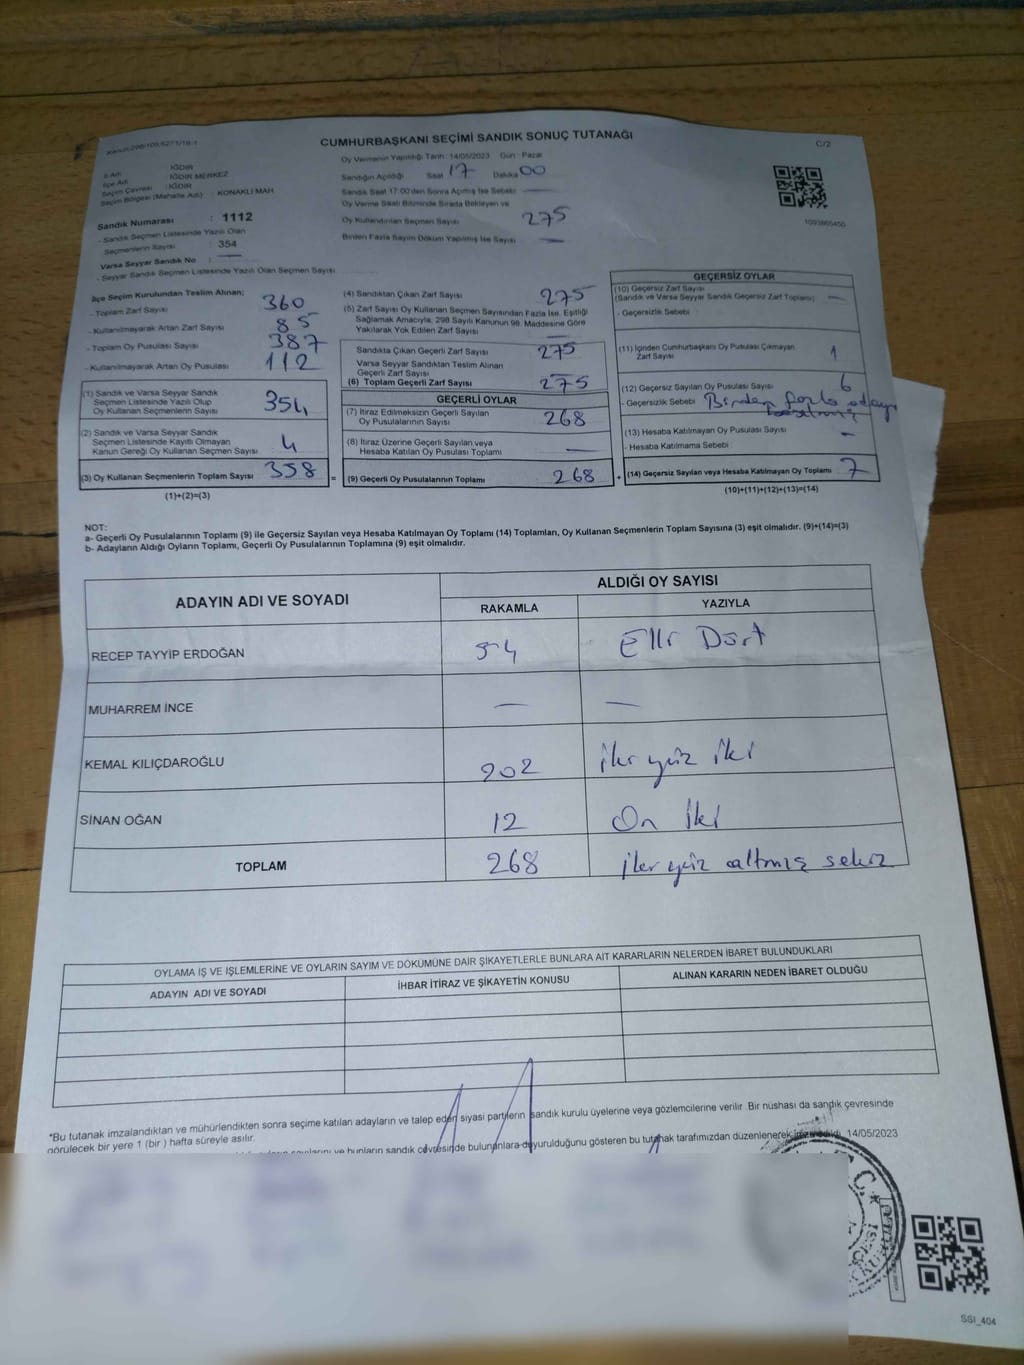 CUMHURBAŞKANI SEÇİMİ SANDIK SONUÇ TUTANAĞI
C/2
İl Adı : IĞDIR
İlçe Adı : IĞDIR MERKEZ
Seçim Çevresi : IĞDIR
Seçim Bölgesi (Mahalle Adı) : KONAKLI MAH.
Sandık Numarası : 1112
- Sandık Seçmen Listesinde Yazılı Olan
Seçmenlerin Sayısı : 354
Varsa Seyyar Sandık No : —
- Seyyar Sandık Seçmen Listesinde Yazılı Olan Seçmen Sayısı
Oy Vermenin Yapıldığı Tarih : 14/05/2023 Gün : Pazar
Sandığın Açıldığı Saat 17 Dakika 00
Sandık Saat 17:00'den Sonra Açılmış İse Sebebi —
Oy Verme Saati Bitiminde Sırada Bekleyen ve
Oy Kullandırılan Seçmen Sayısı 275
Birden Fazla Sayım Döküm Yapılmış İse Sayısı —
1093865450
İlçe Seçim Kurulundan Teslim Alınan;
- Toplam Zarf Sayısı 360
- Kullanılmayarak Artan Zarf Sayısı 85
- Toplam Oy Pusulası Sayısı 387
- Kullanılmayarak Artan Oy Pusulası 112
(1) Sandık ve Varsa Seyyar Sandık
Seçmen Listesinde Yazılı Olup
Oy Kullanan Seçmenlerin Sayısı 354
(2) Sandık ve Varsa Seyyar Sandık
Seçmen Listesinde Kayıtlı Olmayan
Kanun Gereği Oy Kullanan Seçmen Sayısı 4
(3) Oy Kullanan Seçmenlerin Toplam Sayısı 358 =
(1)+(2)=(3)
(4) Sandıktan Çıkan Zarf Sayısı 275
(5) Zarf Sayısı Oy Kullanan Seçmen Sayısından Fazla İse, Eşitliği
Sağlamak Amacıyla, 298 Sayılı Kanunun 98. Maddesine Göre
Yakılarak Yok Edilen Zarf Sayısı —
Sandıkta Çıkan Geçerli Zarf Sayısı 275
Varsa Seyyar Sandıktan Teslim Alınan
Geçerli Zarf Sayısı
(6) Toplam Geçerli Zarf Sayısı 275
GEÇERLİ OYLAR
(7) İtiraz Edilmeksizin Geçerli Sayılan
Oy Pusulalarının Sayısı 268
(8) İtiraz Üzerine Geçerli Sayılan veya
Hesaba Katılan Oy Pusulası Toplamı —
(9) Geçerli Oy Pusulalarının Toplamı 268 +
GEÇERSİZ OYLAR
(10) Geçersiz Zarf Sayısı
(Sandık ve Varsa Seyyar Sandık Geçersiz Zarf Toplamı) —
- Geçersizlik Sebebi
(11) İçinden Cumhurbaşkanı Oy Pusulası Çıkmayan
Zarf Sayısı 1
(12) Geçersiz Sayılan Oy Pusulası Sayısı 6
- Geçersizlik Sebebi Birden fazla adaya
(13) Hesaba Katılmayan Oy Pusulası Sayısı —
- Hesaba Katılmama Sebebi
(14) Geçersiz Sayılan veya Hesaba Katılmayan Oy Toplamı 7
(10)+(11)+(12)+(13)=(14)
NOT:
a- Geçerli Oy Pusulalarının Toplamı (9) ile Geçersiz Sayılan veya Hesaba Katılmayan Oy Toplamı (14) Toplamları, Oy Kullanan Seçmenlerin Toplam Sayısına (3) eşit olmalıdır. (9)+(14)=(3)
b- Adayların Aldığı Oyların Toplamı, Geçerli Oy Pusulalarının Toplamına (9) eşit olmalıdır.
ADAYIN ADI VE SOYADI
ALDIĞI OY SAYISI
RAKAMLA YAZIYLA
RECEP TAYYİP ERDOĞAN 54 Elli Dört
MUHARREM İNCE — —
KEMAL KILIÇDAROĞLU 202 iki yüz iki
SİNAN OĞAN 12 On iki
TOPLAM 268 iki yüz altmış sekiz
OYLAMA İŞ VE İŞLEMLERİNE VE OYLARIN SAYIM VE DÖKÜMÜNE DAİR ŞİKAYETLERLE BUNLARA AİT KARARLARIN NELERDEN İBARET BULUNDUKLARI
ADAYIN ADI VE SOYADI İHBAR İTİRAZ VE ŞİKAYETİN KONUSU ALINAN KARARIN NEDEN İBARET OLDUĞU
*Bu tutanak imzalandıktan ve mühürlendikten sonra seçime katılan adayların ve talep eden siyasi partilerin sandık kurulu üyelerine veya gözlemcilerine verilir. Bir nüshası da sandık çevresinde
görülecek bir yere 1 (bir ) hafta süreyle asılır.
ve bunların sandık çevresinde bulunanlara duyurulduğunu gösteren bu tutanak tarafımızdan düzenlenerek imza edildi. 14/05/2023
SSI_404